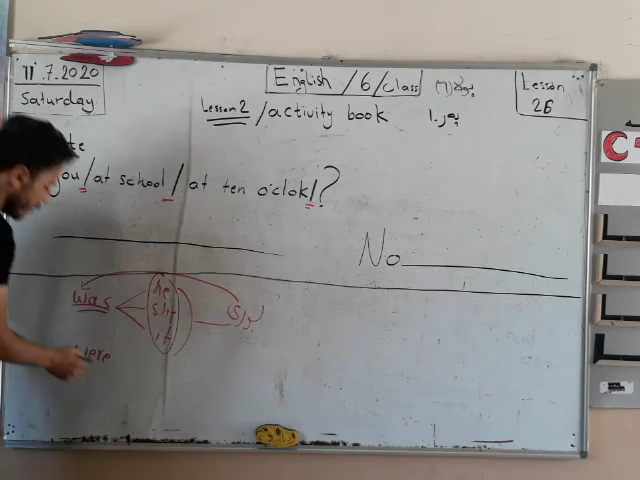 11.7.2020
Saturday
English /6/class
Lesson 26
Lesson 2 / activity book
you / at school / at ten o'clok / ?
No
was
he
she
it
were